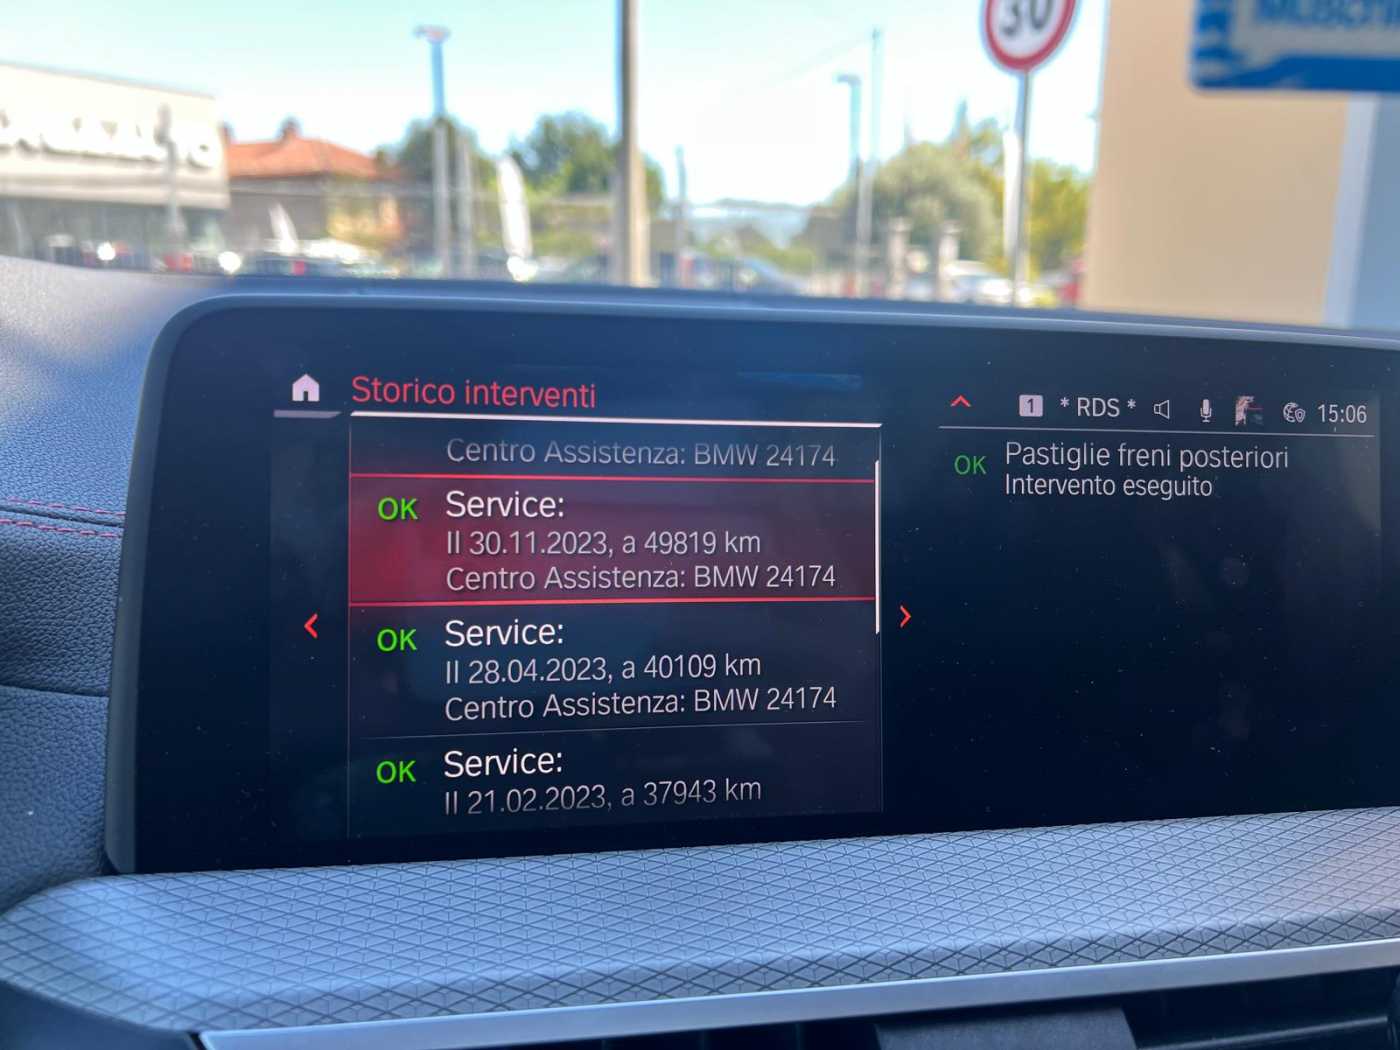 30
Storico interventi
1 * RDS * 15:06
Centro Assistenza: BMW 24174
OK Service:
Il 30.11.2023, a 49819 km
Centro Assistenza: BMW 24174
OK Service:
Il 28.04.2023, a 40109 km
Centro Assistenza: BMW 24174
OK Service:
Il 21.02.2023, a 37943 km
OK Pastiglie freni posteriori
Intervento eseguito